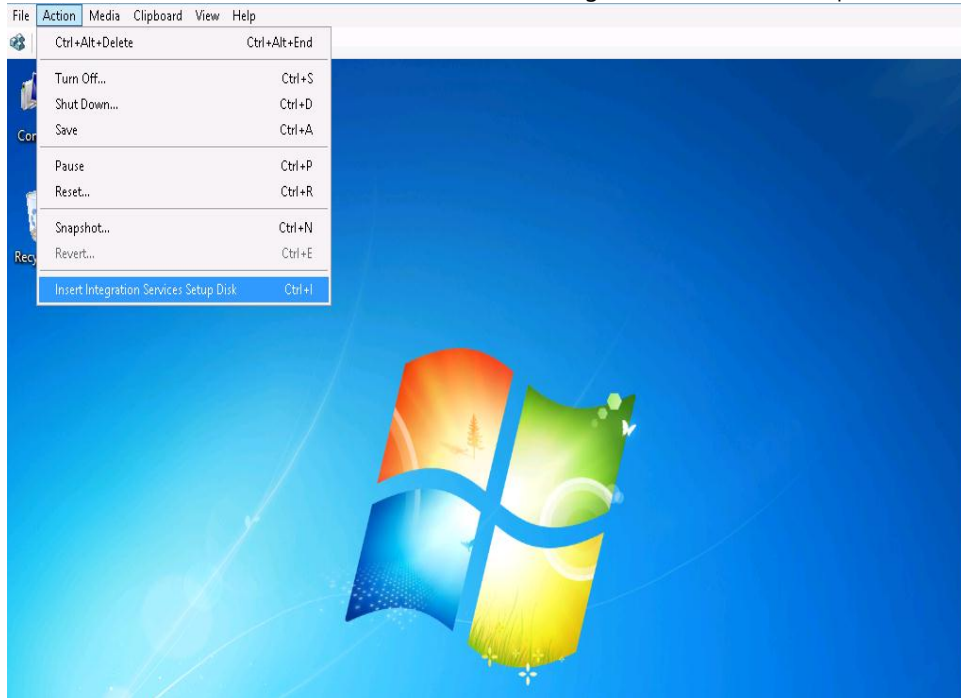 File Action Media Clipboard View Help
Ctrl+Alt+Delete Ctrl+Alt+End
Turn Off... Ctrl+S
Shut Down... Ctrl+D
Save Ctrl+A
Pause Ctrl+P
Reset... Ctrl+R
Snapshot... Ctrl+N
Revert... Ctrl+E
Insert Integration Services Setup Disk Ctrl+I